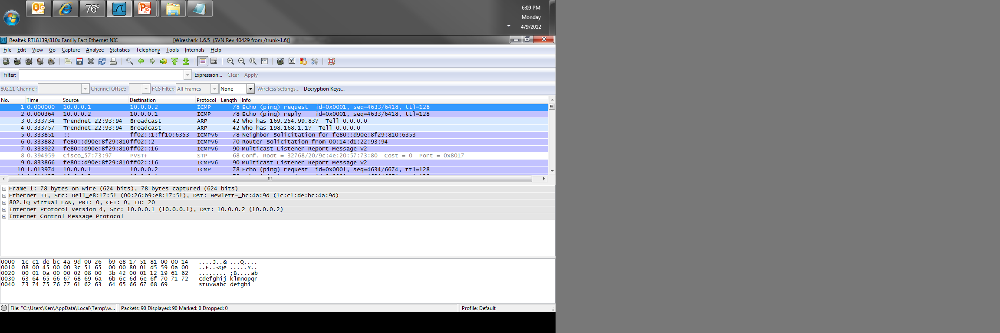 76°
6:09 PM
Monday
4/9/2012
Realtek RTL8139/810x Family Fast Ethernet NIC [Wireshark 1.6.5 (SVN Rev 40429 from /trunk-1.6)]
File Edit View Go Capture Analyze Statistics Telephony Tools Internals Help
Filter: Expression... Clear Apply
802.11 Channel: Channel Offset: FCS Filter: All Frames None Wireless Settings... Decryption Keys...
No. Time Source Destination Protocol Length Info
1 0.000000 10.0.0.1 10.0.0.2 ICMP 78 Echo (ping) request id=0x0001, seq=4633/6418, ttl=128
2 0.000364 10.0.0.2 10.0.0.1 ICMP 78 Echo (ping) reply id=0x0001, seq=4633/6418, ttl=128
3 0.333734 Trendnet_22:93:94 Broadcast ARP 42 Who has 169.254.99.83? Tell 0.0.0.0
4 0.333757 Trendnet_22:93:94 Broadcast ARP 42 Who has 198.168.1.1? Tell 0.0.0.0
5 0.333851 :: ff02::1:ff10:6353 ICMPv6 78 Neighbor Solicitation for fe80::d90e:8f29:810:6353
6 0.333882 fe80::d90e:8f29:810 ff02::2 ICMPv6 70 Router Solicitation from 00:14:d1:22:93:94
7 0.333922 fe80::d90e:8f29:810 ff02::16 ICMPv6 90 Multicast Listener Report Message v2
8 0.394959 Cisco_57:73:97 PVST+ STP 68 Conf. Root = 32768/20/9c:4e:20:57:73:80 Cost = 0 Port = 0x8017
9 0.833866 fe80::d90e:8f29:810 ff02::16 ICMPv6 90 Multicast Listener Report Message v2
10 1.013974 10.0.0.1 10.0.0.2 ICMP 78 Echo (ping) request id=0x0001, seq=4634/6674, ttl=128
Frame 1: 78 bytes on wire (624 bits), 78 bytes captured (624 bits)
Ethernet II, Src: Dell_e8:17:51 (00:26:b9:e8:17:51), Dst: Hewlett-_bc:4a:9d (1c:c1:de:bc:4a:9d)
802.1Q Virtual LAN, PRI: 0, CFI: 0, ID: 20
Internet Protocol Version 4, Src: 10.0.0.1 (10.0.0.1), Dst: 10.0.0.2 (10.0.0.2)
Internet Control Message Protocol
0000 1c c1 de bc 4a 9d 00 26 b9 e8 17 51 81 00 00 14 ....J..& ...Q....
0010 08 00 45 00 00 3c 51 65 00 00 80 01 d5 59 0a 00 ..E..<Qe .....Y..
0020 00 01 0a 00 00 02 08 00 3b 42 00 01 12 19 61 62 ........ ;B....ab
0030 63 64 65 66 67 68 69 6a 6b 6c 6d 6e 6f 70 71 72 cdefghij klmnopqr
0040 73 74 75 76 77 61 62 63 64 65 66 67 68 69 stuvwabc defghi
File: "C:\Users\Ken\AppData\Local\Temp\w... Packets: 90 Displayed: 90 Marked: 0 Dropped: 0 Profile: Default